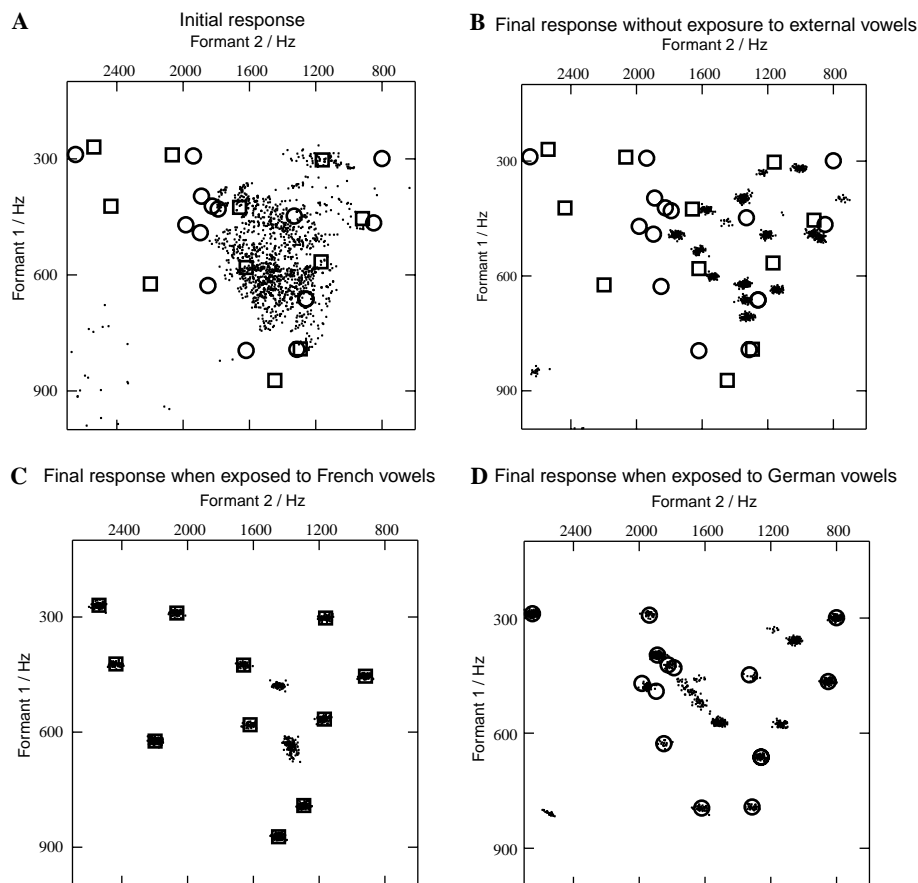 A Initial response
Formant 2 / Hz
2400 2000 1600 1200 800
300
600
900
Formant 1 / Hz
B Final response without exposure to external vowels
Formant 2 / Hz
2400 2000 1600 1200 800
300
600
900
Formant 1 / Hz
C Final response when exposed to French vowels
Formant 2 / Hz
2400 2000 1600 1200 800
300
600
900
Formant 1 / Hz
D Final response when exposed to German vowels
Formant 2 / Hz
2400 2000 1600 1200 800
300
600
900
Formant 1 / Hz